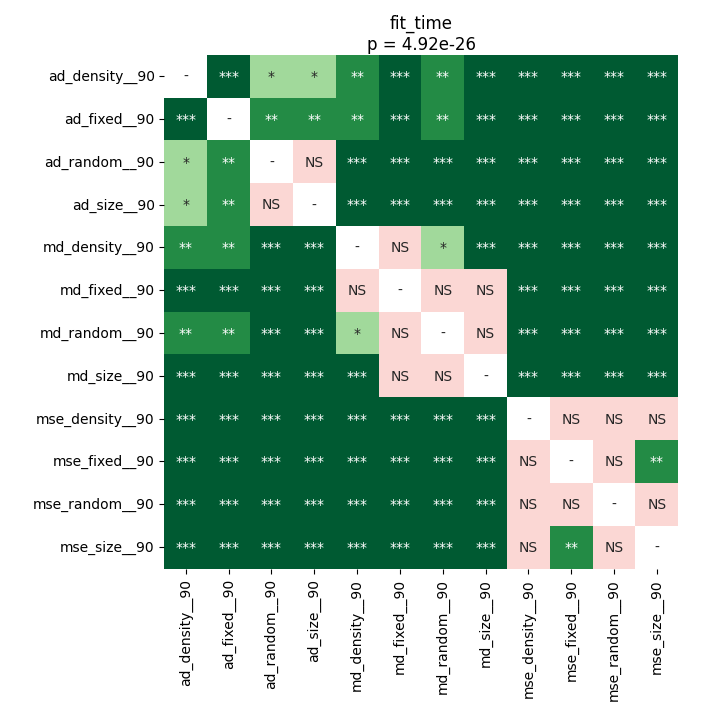 fit_time
p = 4.92e-26
ad_density__90 - *** * * ** *** ** *** *** *** *** ***
ad_fixed__90 *** - ** ** ** *** ** *** *** *** *** ***
ad_random__90 * ** - NS *** *** *** *** *** *** *** ***
ad_size__90 * ** NS - *** *** *** *** *** *** *** ***
md_density__90 ** ** *** *** - NS * *** *** *** *** ***
md_fixed__90 *** *** *** *** NS - NS NS *** *** *** ***
md_random__90 ** ** *** *** * NS - NS *** *** *** ***
md_size__90 *** *** *** *** *** NS NS - *** *** *** ***
mse_density__90 *** *** *** *** *** *** *** *** - NS NS NS
mse_fixed__90 *** *** *** *** *** *** *** *** NS - NS **
mse_random__90 *** *** *** *** *** *** *** *** NS NS - NS
mse_size__90 *** *** *** *** *** *** *** *** NS ** NS -
ad_density__90
ad_fixed__90
ad_random__90
ad_size__90
md_density__90
md_fixed__90
md_random__90
md_size__90
mse_density__90
mse_fixed__90
mse_random__90
mse_size__90